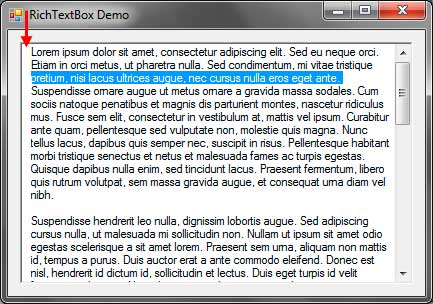 RichTextBox Demo
Lorem ipsum dolor sit amet, consectetur adipiscing elit. Sed eu neque orci.
Etiam in orci metus, ut pharetra nulla. Sed condimentum, mi vitae tristique
pretium, nisi lacus ultrices augue, nec cursus nulla eros eget ante.
Suspendisse ornare augue ut metus ornare a gravida massa sodales. Cum
sociis natoque penatibus et magnis dis parturient montes, nascetur ridiculus
mus. Fusce sem elit, consectetur in vestibulum at, mattis vel ipsum. Curabitur
ante quam, pellentesque sed vulputate non, molestie eu lectus. Nunc
tellus lacus, dapibus quis semper nec, suscipit in risus. Pellentesque habitant
morbi tristique senectus et netus et malesuada fames ac turpis egestas.
Quisque dapibus nulla enim, sed tincidunt lacus. Praesent fermentum, libero
quis rutrum volutpat, sem massa gravida augue, et consequat urna diam vel
nibh.
Suspendisse hendrerit leo nulla, dignissim lobortis augue. Sed adipiscing
cursus nulla, ut malesuada mi sollicitudin non. Nullam ut ipsum sit amet odio
egestas scelerisque a sit amet lorem. Praesent sem urna, aliquam non mattis
id, tempus a purus. Duis auctor erat a ante commodo eleifend. Donec est
nisl, hendrerit id dictum id, sollicitudin et lectus. Duis id turpis id velit